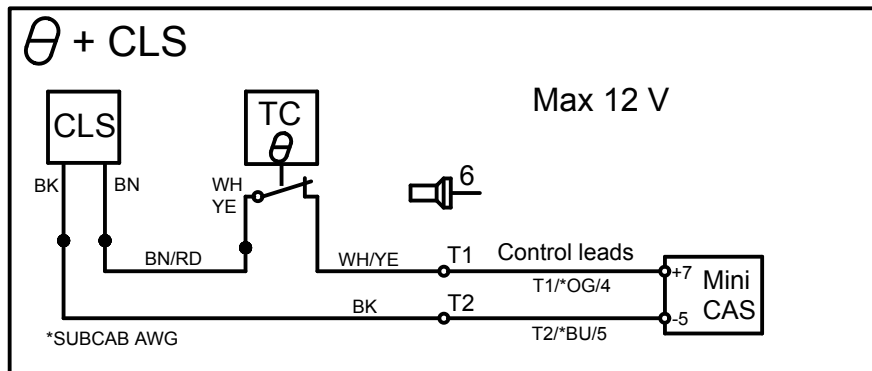 θ + CLS
Max 12 V
CLS
TC
θ
BK
BN
WH
YE
6
BN/RD
WH/YE
T1
Control leads
T1/*OG/4
+7
Mini
CAS
BK
T2
T2/*BU/5
-5
*SUBCAB AWG